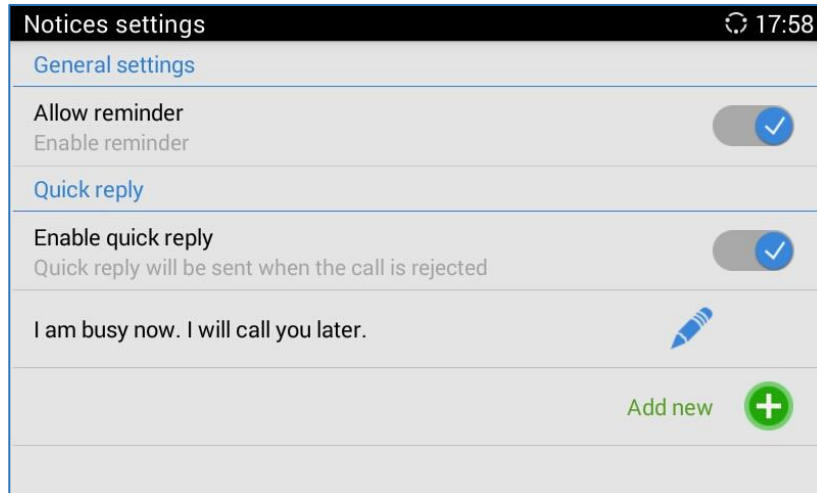 Notices settings 17:58
General settings
Allow reminder
Enable reminder
Quick reply
Enable quick reply
Quick reply will be sent when the call is rejected
I am busy now. I will call you later.
Add new